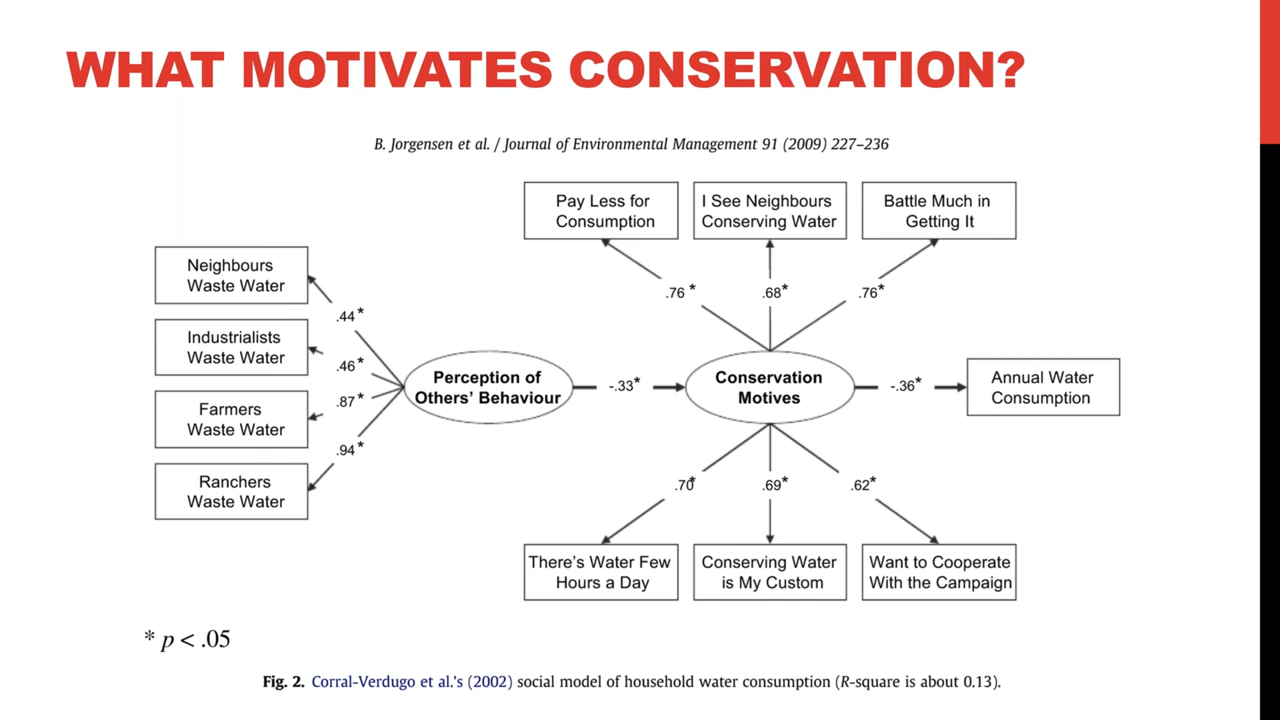 WHAT MOTIVATES CONSERVATION?
B. Jorgensen et al. / Journal of Environmental Management 91 (2009) 227–236
Pay Less for
Consumption
I See Neighbours
Conserving Water
Battle Much in
Getting It
Neighbours
Waste Water
Industrialists
Waste Water
Farmers
Waste Water
Ranchers
Waste Water
.44*
.46*
.87*
.94*
Perception of
Others' Behaviour
-.33*
.76*
.68*
.76*
Conservation
Motives
-.36*
Annual Water
Consumption
.70*
.69*
.62*
There's Water Few
Hours a Day
Conserving Water
is My Custom
Want to Cooperate
With the Campaign
* p < .05
Fig. 2. Corral-Verdugo et al.'s (2002) social model of household water consumption (R-square is about 0.13).